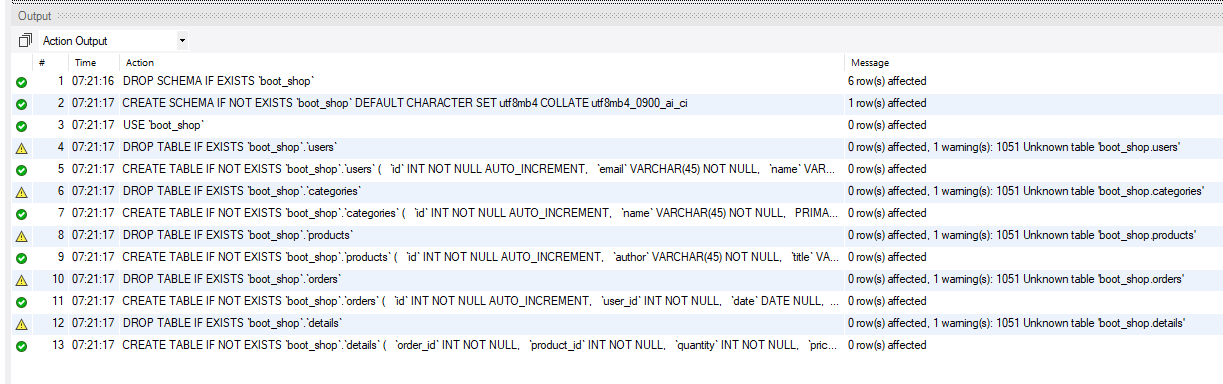 Output
Action Output
# Time Action Message
1 07:21:16 DROP SCHEMA IF EXISTS `boot_shop` 6 row(s) affected
2 07:21:17 CREATE SCHEMA IF NOT EXISTS `boot_shop` DEFAULT CHARACTER SET utf8mb4 COLLATE utf8mb4_0900_ai_ci 1 row(s) affected
3 07:21:17 USE `boot_shop` 0 row(s) affected
4 07:21:17 DROP TABLE IF EXISTS `boot_shop`.`users` 0 row(s) affected, 1 warning(s): 1051 Unknown table 'boot_shop.users'
5 07:21:17 CREATE TABLE IF NOT EXISTS `boot_shop`.`users` ( `id` INT NOT NULL AUTO_INCREMENT, `email` VARCHAR(45) NOT NULL, `name` VAR... 0 row(s) affected
6 07:21:17 DROP TABLE IF EXISTS `boot_shop`.`categories` 0 row(s) affected, 1 warning(s): 1051 Unknown table 'boot_shop.categories'
7 07:21:17 CREATE TABLE IF NOT EXISTS `boot_shop`.`categories` ( `id` INT NOT NULL AUTO_INCREMENT, `name` VARCHAR(45) NOT NULL, PRIMA... 0 row(s) affected
8 07:21:17 DROP TABLE IF EXISTS `boot_shop`.`products` 0 row(s) affected, 1 warning(s): 1051 Unknown table 'boot_shop.products'
9 07:21:17 CREATE TABLE IF NOT EXISTS `boot_shop`.`products` ( `id` INT NOT NULL AUTO_INCREMENT, `author` VARCHAR(45) NOT NULL, `title` VA... 0 row(s) affected
10 07:21:17 DROP TABLE IF EXISTS `boot_shop`.`orders` 0 row(s) affected, 1 warning(s): 1051 Unknown table 'boot_shop.orders'
11 07:21:17 CREATE TABLE IF NOT EXISTS `boot_shop`.`orders` ( `id` INT NOT NULL AUTO_INCREMENT, `user_id` INT NOT NULL, `date` DATE NULL, ... 0 row(s) affected
12 07:21:17 DROP TABLE IF EXISTS `boot_shop`.`details` 0 row(s) affected, 1 warning(s): 1051 Unknown table 'boot_shop.details'
13 07:21:17 CREATE TABLE IF NOT EXISTS `boot_shop`.`details` ( `order_id` INT NOT NULL, `product_id` INT NOT NULL, `quantity` INT NOT NULL, `pric... 0 row(s) affected